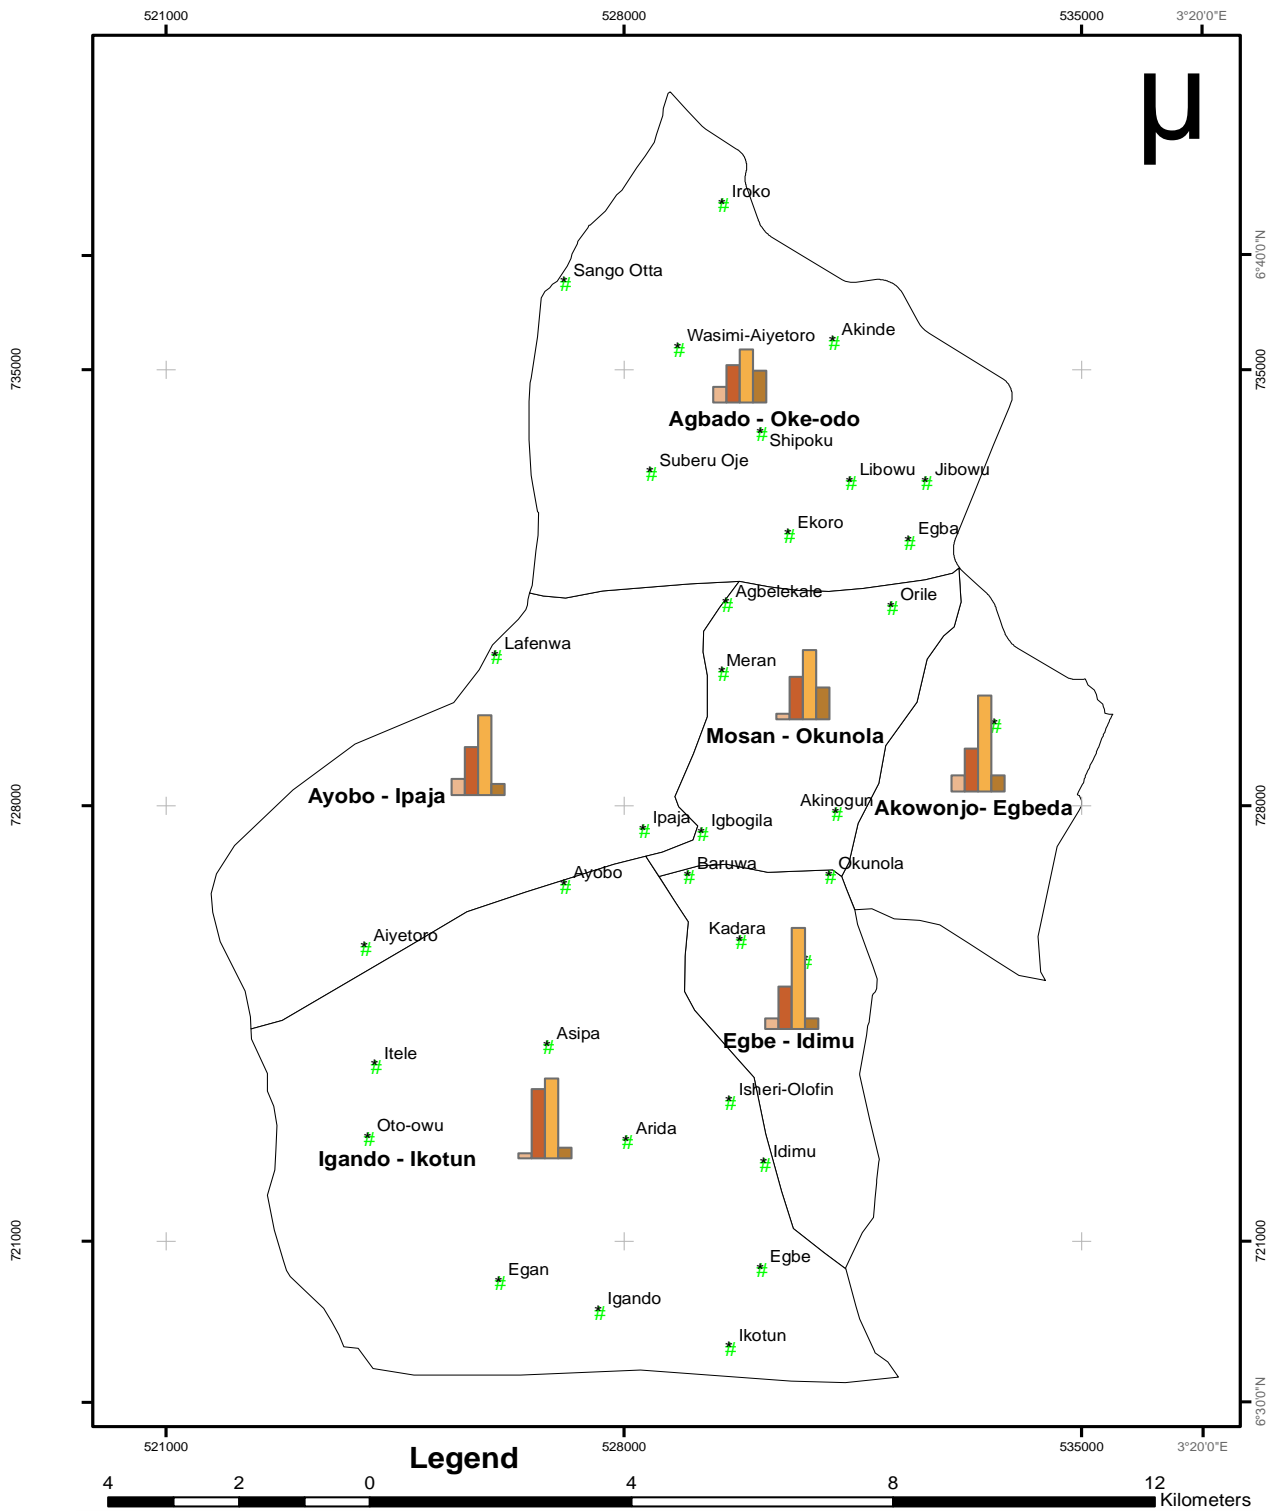 521000 528000 535000 3°20'0"E
µ
Iroko
6°40'0"N
Sango Otta
Wasimi-Aiyetoro Akinde
735000 735000
Agbado - Oke-odo
Shipoku
Suberu Oje
Libowu Jibowu
Ekoro Egba
Agbelekale Orile
Lafenwa
Meran
Mosan - Okunola
Ayobo - Ipaja
Akinogun
Akowonjo- Egbeda
728000 728000
Ipaja Igbogila
Baruwa Okunola
Ayobo
Kadara
Aiyetoro
Asipa
Egbe - Idimu
Itele
Isheri-Olofin
Oto-owu
Arida
Igando - Ikotun
Idimu
721000 721000
Egbe
Egan
Igando
Ikotun
6°30'0"N
521000 528000 535000 3°20'0"E
Legend
4 2 0 4 8 12
Kilometers